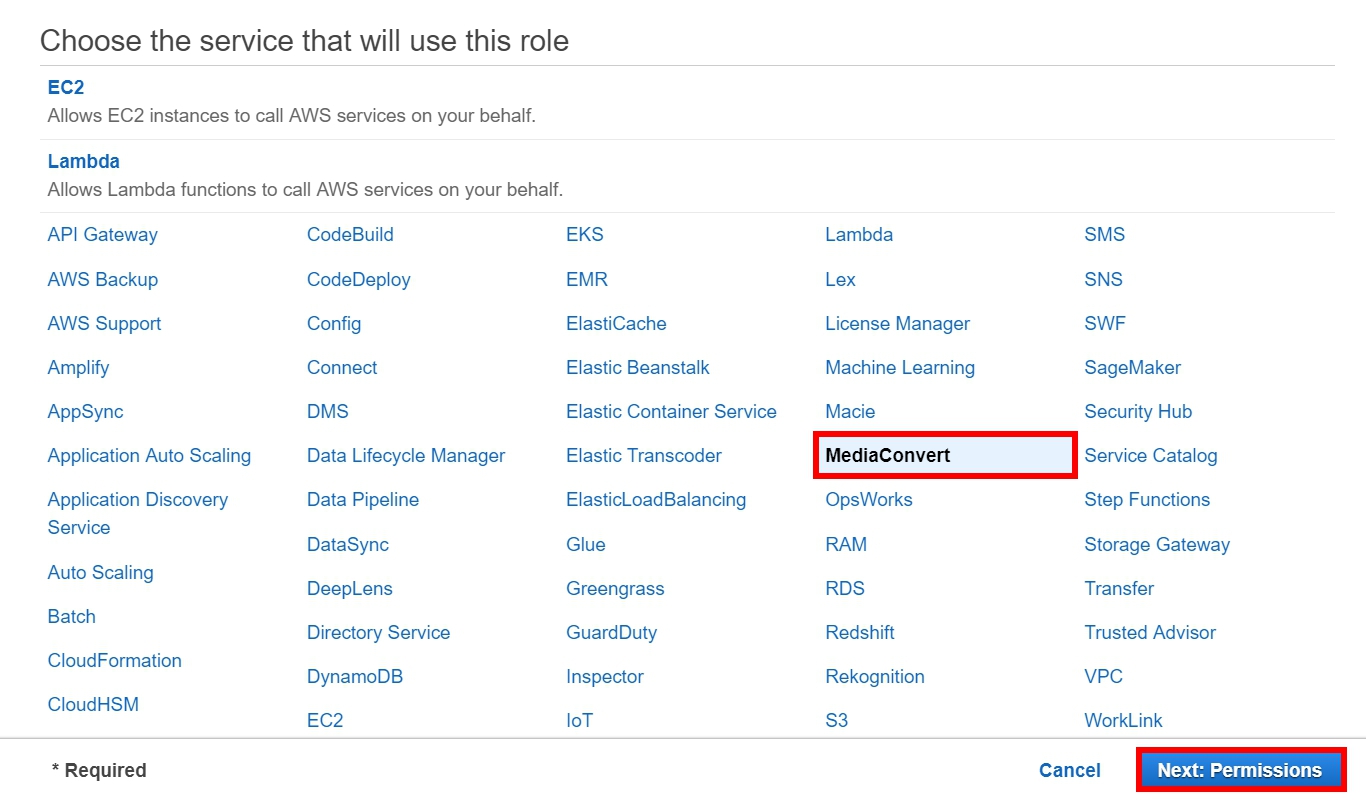 Choose the service that will use this role
EC2
Allows EC2 instances to call AWS services on your behalf.
Lambda
Allows Lambda functions to call AWS services on your behalf.
API Gateway
AWS Backup
AWS Support
Amplify
AppSync
Application Auto Scaling
Application Discovery
Service
Auto Scaling
Batch
CloudFormation
CloudHSM
CodeBuild
CodeDeploy
Config
Connect
DMS
Data Lifecycle Manager
Data Pipeline
DataSync
DeepLens
Directory Service
DynamoDB
EC2
EKS
EMR
ElastiCache
Elastic Beanstalk
Elastic Container Service
Elastic Transcoder
ElasticLoadBalancing
Glue
Greengrass
GuardDuty
Inspector
IoT
Lambda
Lex
License Manager
Machine Learning
Macie
MediaConvert
OpsWorks
RAM
RDS
Redshift
Rekognition
S3
SMS
SNS
SWF
SageMaker
Security Hub
Service Catalog
Step Functions
Storage Gateway
Transfer
Trusted Advisor
VPC
WorkLink
* Required
Cancel
Next: Permissions